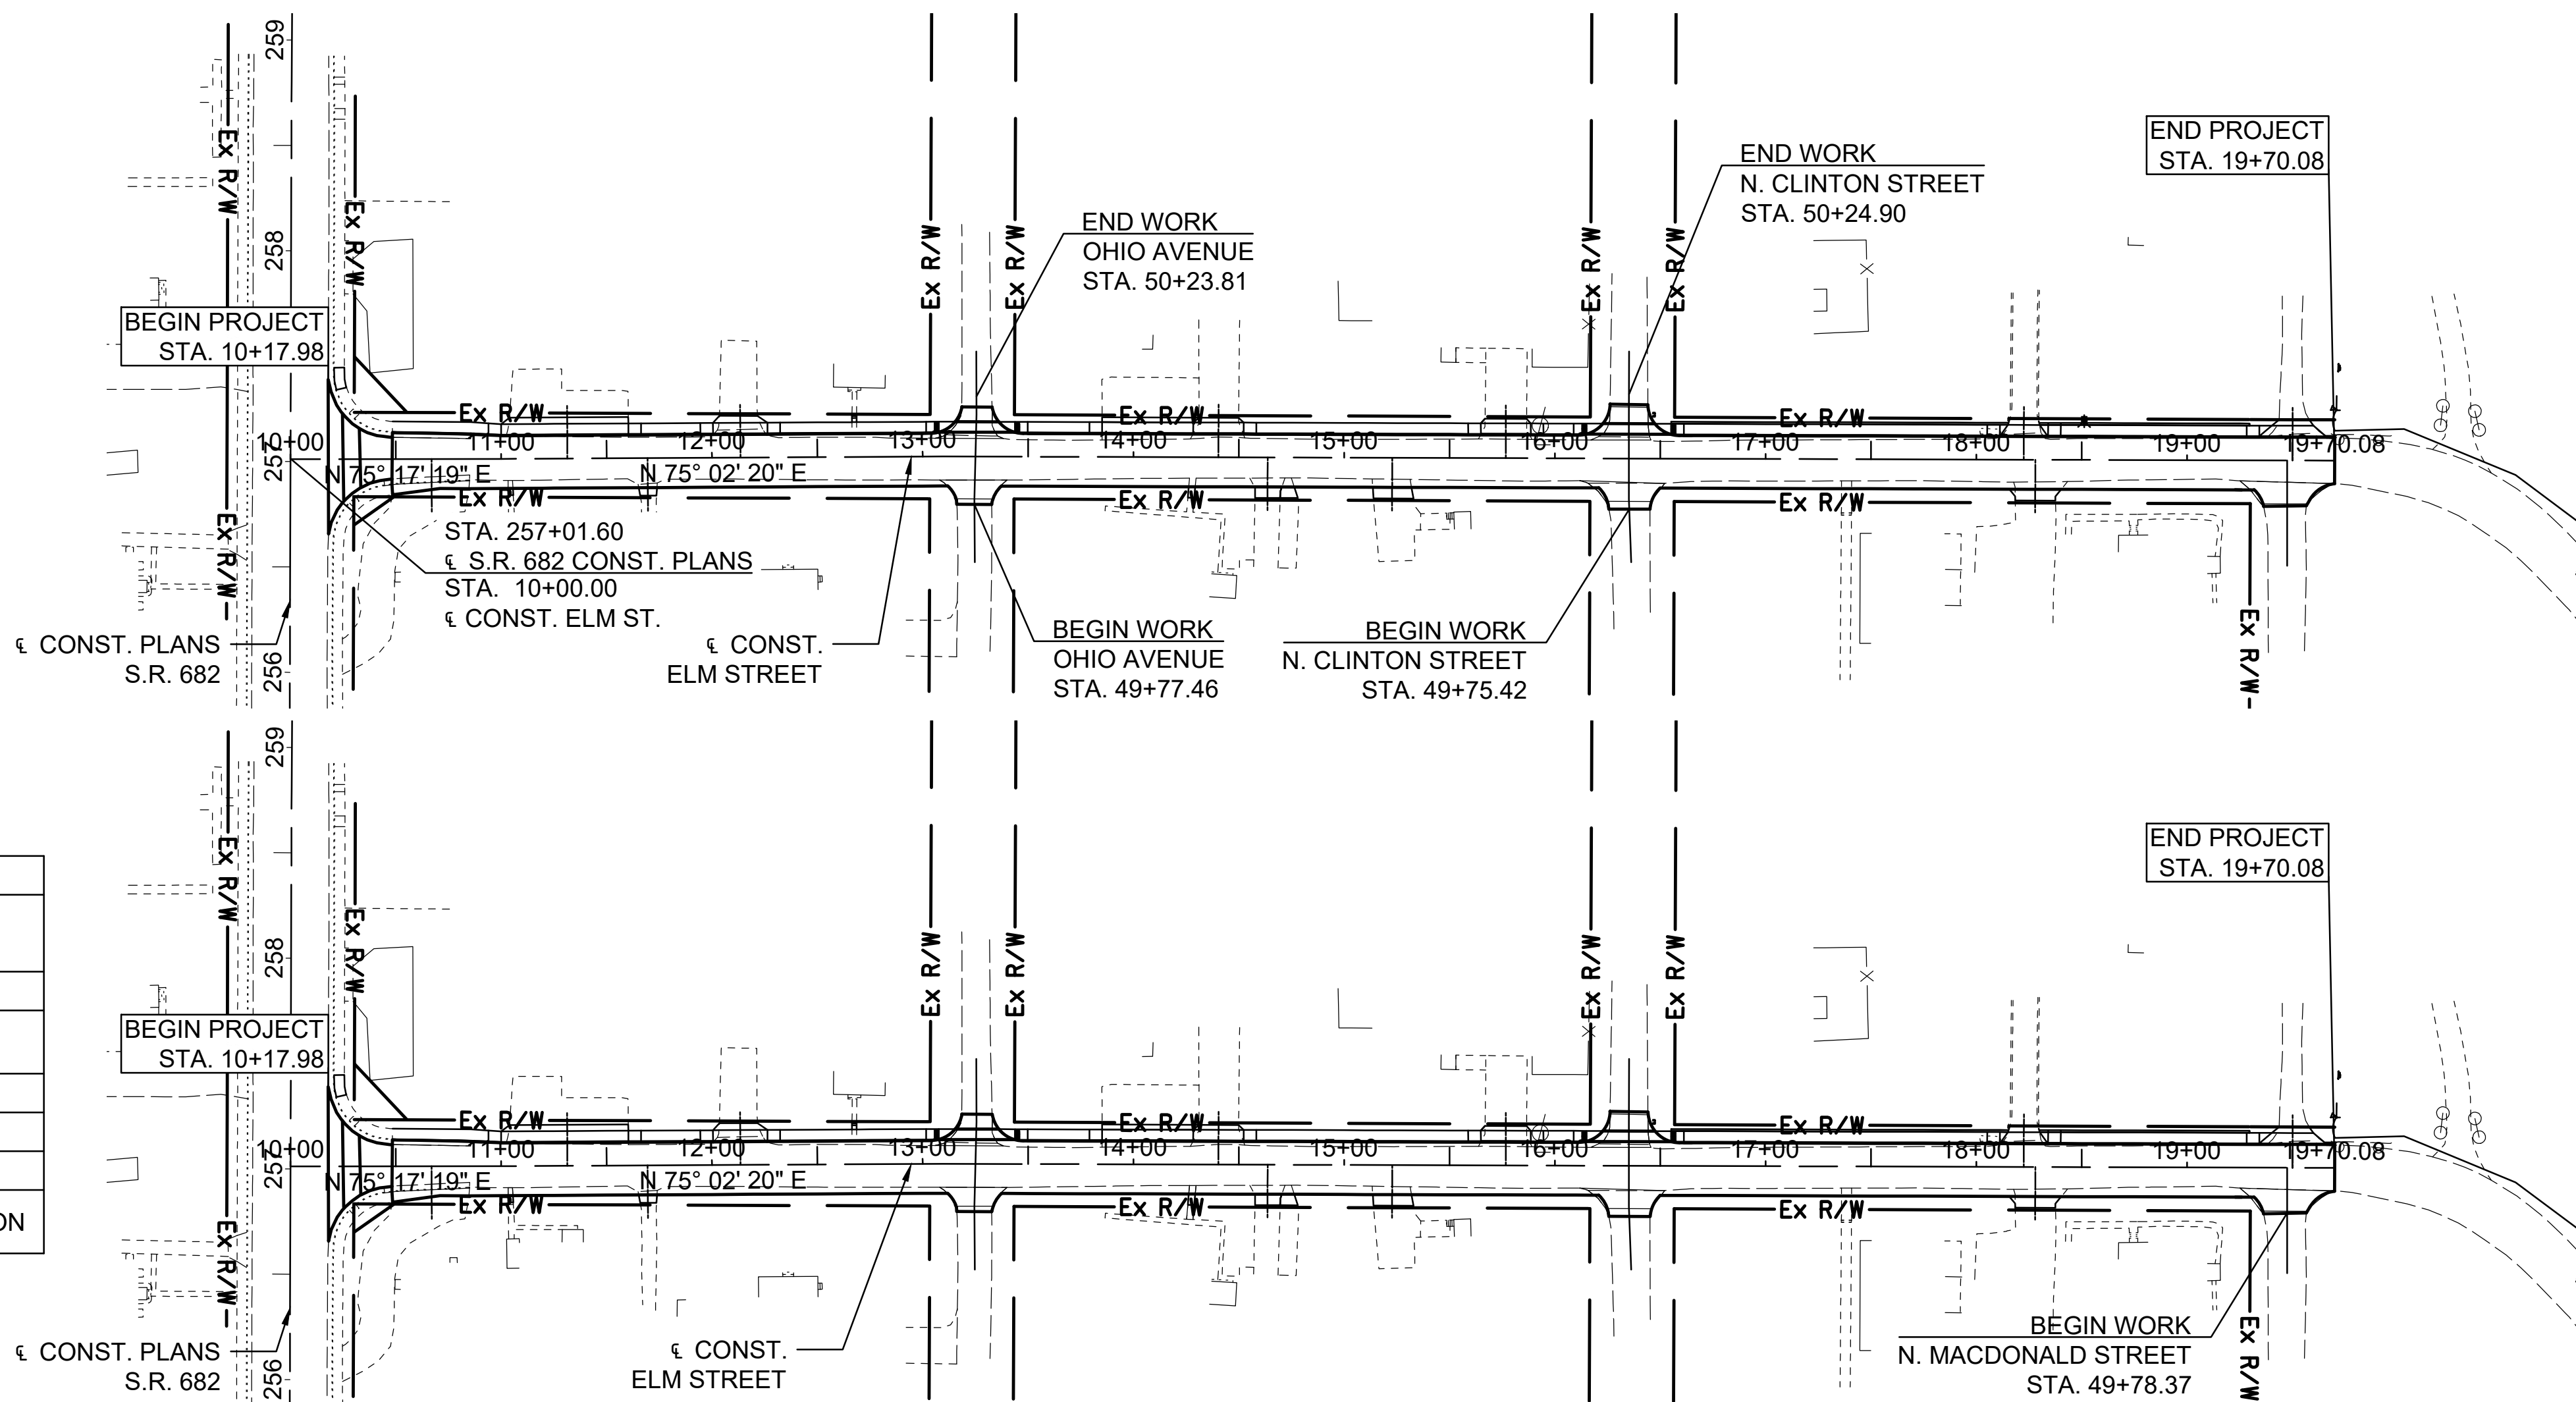 259
Ex R/W
Ex R/W
258
END WORK
OHIO AVENUE
STA. 50+23.81
END WORK
N. CLINTON STREET
STA. 50+24.90
END PROJECT
STA. 19+70.08
Ex R/W
Ex R/W
Ex R/W
Ex R/W
BEGIN PROJECT
STA. 10+17.98
Ex R/W
Ex R/W
Ex R/W
10+00
11+00
12+00
13+00
14+00
15+00
16+00
17+00
18+00
19+00
19+70.08
257
N 75° 17' 19" E
N 75° 02' 20" E
Ex R/W
Ex R/W
Ex R/W
Ex R/W
STA. 257+01.60
℄ S.R. 682 CONST. PLANS
STA. 10+00.00
℄ CONST. ELM ST.
℄ CONST. PLANS
S.R. 682
256
℄ CONST.
ELM STREET
BEGIN WORK
OHIO AVENUE
STA. 49+77.46
BEGIN WORK
N. CLINTON STREET
STA. 49+75.42
Ex R/W
259
Ex R/W
Ex R/W
258
END PROJECT
STA. 19+70.08
Ex R/W
Ex R/W
Ex R/W
Ex R/W
BEGIN PROJECT
STA. 10+17.98
Ex R/W
Ex R/W
Ex R/W
10+00
11+00
12+00
13+00
14+00
15+00
16+00
17+00
18+00
19+00
19+70.08
257
N 75° 17' 19" E
N 75° 02' 20" E
Ex R/W
Ex R/W
Ex R/W
ON
Ex R/W
℄ CONST. PLANS
S.R. 682
256
℄ CONST.
ELM STREET
BEGIN WORK
N. MACDONALD STREET
STA. 49+78.37
Ex R/W